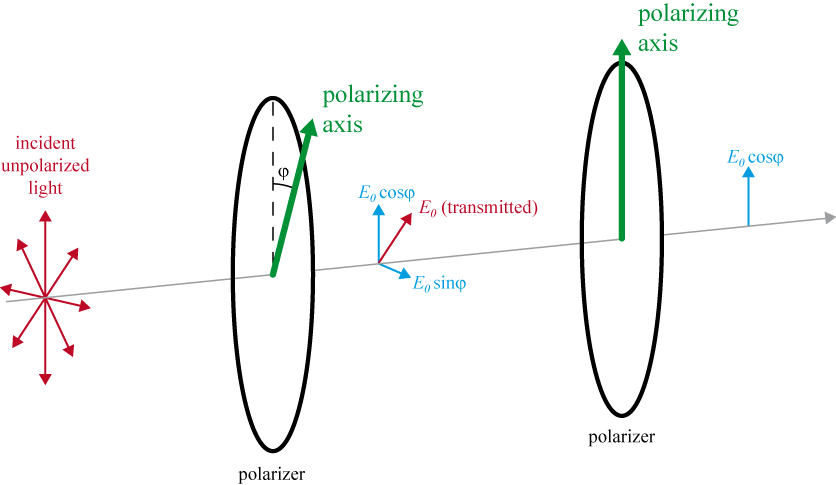 polarizing
axis
polarizing
axis
incident
unpolarized
light
φ
E₀ cosφ
E₀ (transmitted)
E₀ sinφ
E₀ cosφ
polarizer
polarizer